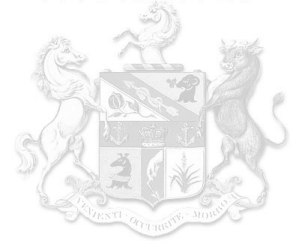 VENIENTI · OCCURRITE · MORBO